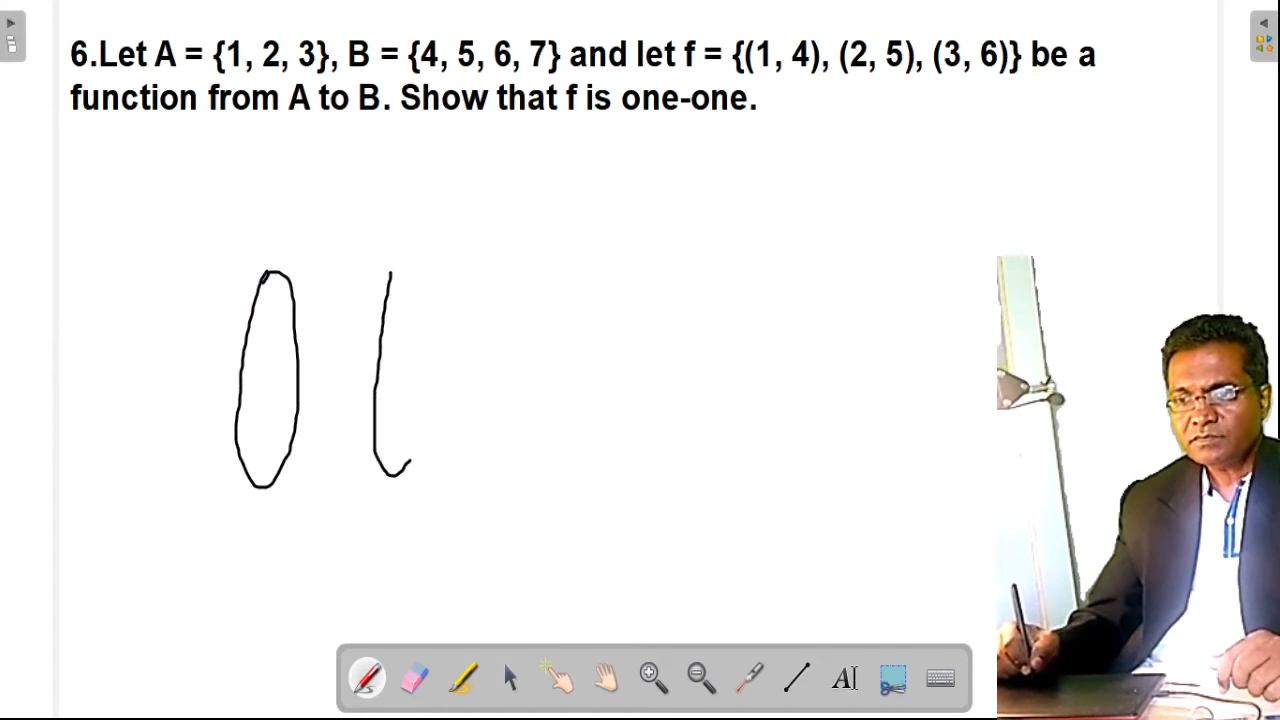 6.Let A = {1, 2, 3}, B = {4, 5, 6, 7} and let f = {(1, 4), (2, 5), (3, 6)} be a
function from A to B. Show that f is one-one.